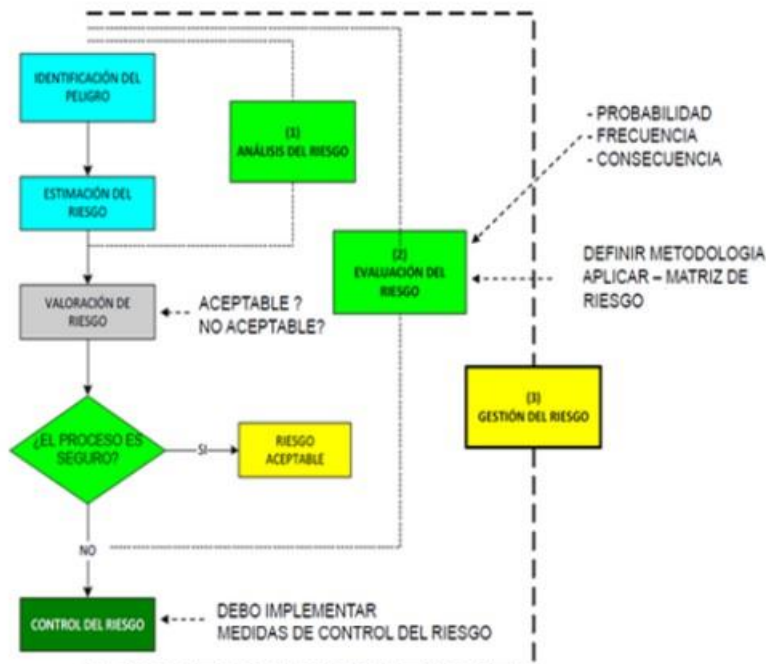 IDENTIFICACIÓN DEL
PELIGRO
(1)
ANÁLISIS DEL RIESGO
- PROBABILIDAD
- FRECUENCIA
- CONSECUENCIA
ESTIMACIÓN DEL
RIESGO
(2)
EVALUACIÓN DEL
RIESGO
DEFINIR METODOLOGIA
APLICAR – MATRIZ DE
RIESGO
VALORACIÓN DE
RIESGO
ACEPTABLE ?
NO ACEPTABLE?
(3)
GESTIÓN DEL RIESGO
¿EL PROCESO ES
SEGURO?
SI
RIESGO
ACEPTABLE
NO
CONTROL DEL RIESGO
DEBO IMPLEMENTAR
MEDIDAS DE CONTROL DEL RIESGO